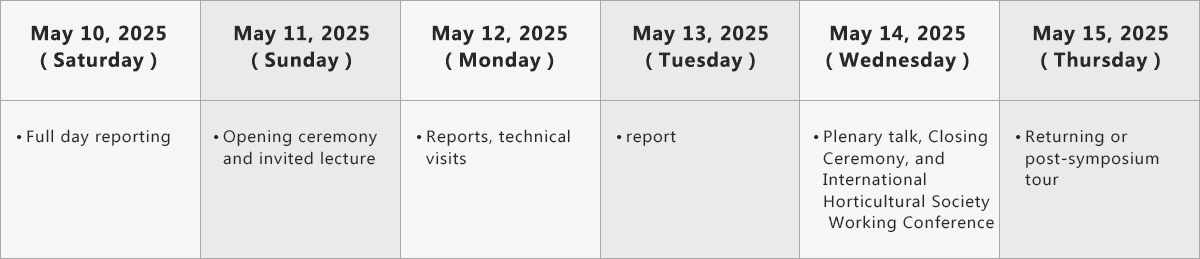 May 10, 2025
( Saturday )
May 11, 2025
( Sunday )
May 12, 2025
( Monday )
May 13, 2025
( Tuesday )
May 14, 2025
( Wednesday )
May 15, 2025
( Thursday )
• Full day reporting
• Opening ceremony
and invited lecture
• Reports, technical
visits
• report
• Plenary talk, Closing
Ceremony, and
International
Horticultural Society
Working Conference
• Returning or
post-symposium
tour